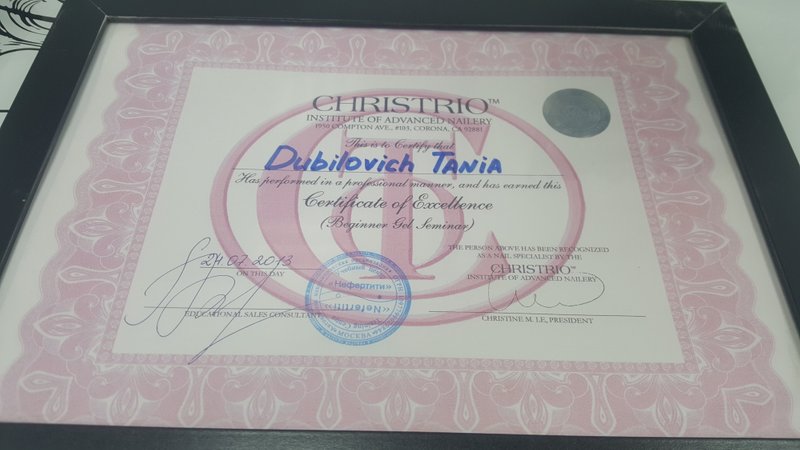 CHRISTRIO™
INSTITUTE OF ADVANCED NAILERY
1950 COMPTON AVE., #103, CORONA, CA 92881
This is to Certify that
Dubilovich TANIA
Has performed in a profesional manner, and has earned this
Certificate of Excellence
(Beginner Gel Seminar)
THE PERSON ABOVE HAS BEEN RECOGNIZED
AS A NAIL SPECIALIST BY THE
CHRISTRIO™
INSTITUTE OF ADVANCED NAILERY
24.07.2013
ON THIS DAY
EDUCATIONAL SALES CONSULTANT
CHRISTINE M. LE, PRESIDENT
«Нефертити»
«Nefertiti»
МОСКВА